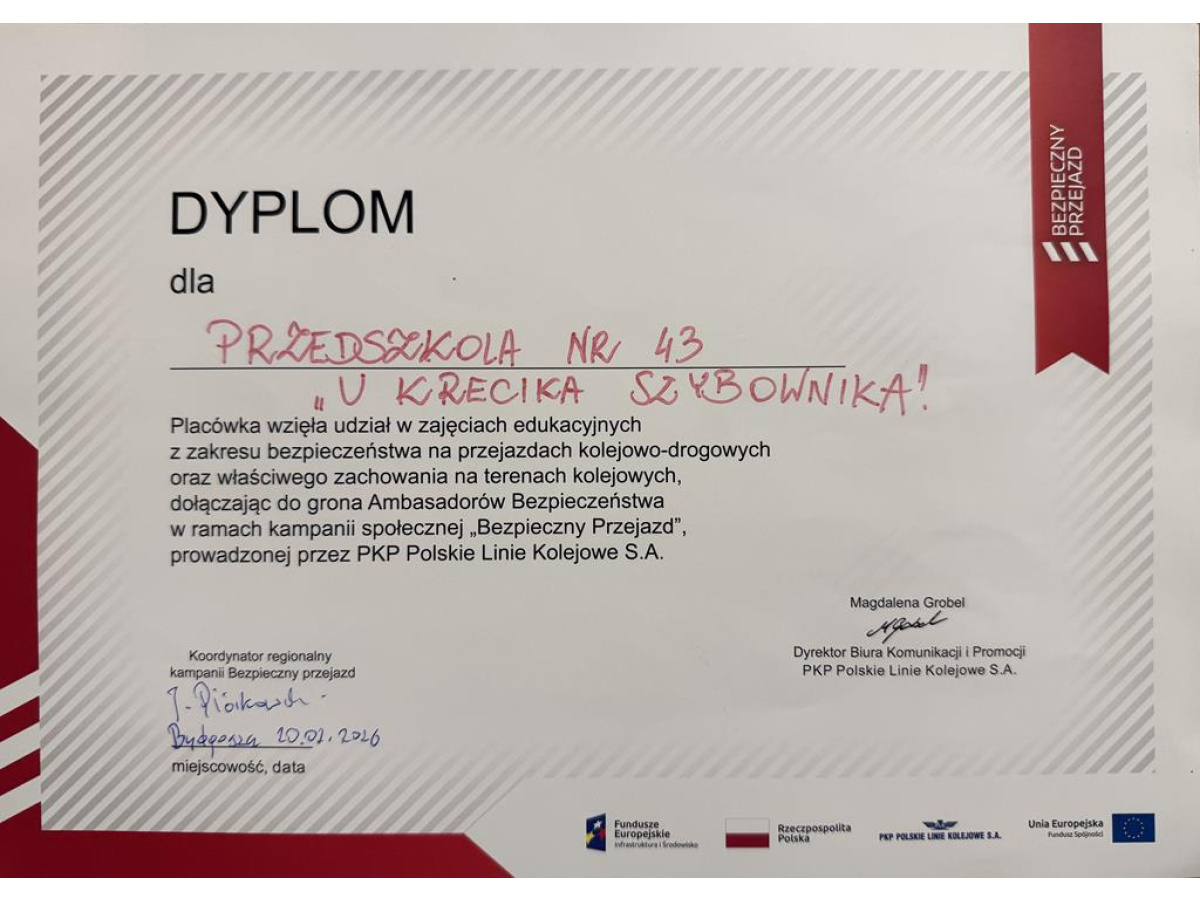 BEZPIECZNY
PRZEJAZD
DYPLOM
dla
PRZEDSZKOLA NR 43
„U KRECIKA SZYBOWNIKA"
Placówka wzięła udział w zajęciach edukacyjnych
z zakresu bezpieczeństwa na przejazdach kolejowo-drogowych
oraz właściwego zachowania na terenach kolejowych,
dołączając do grona Ambasadorów Bezpieczeństwa
w ramach kampanii społecznej „Bezpieczny Przejazd”,
prowadzonej przez PKP Polskie Linie Kolejowe S.A.
Magdalena Grobel
Dyrektor Biura Komunikacji i Promocji
PKP Polskie Linie Kolejowe S.A.
Koordynator regionalny
kampanii Bezpieczny przejazd
Bydgoszcz 2026
miejscowość, data
Fundusze
Europejskie
Infrastruktura i Środowisko
Rzeczpospolita
Polska
PKP POLSKIE LINIE KOLEJOWE S.A.
Unia Europejska
Fundusz Spójności